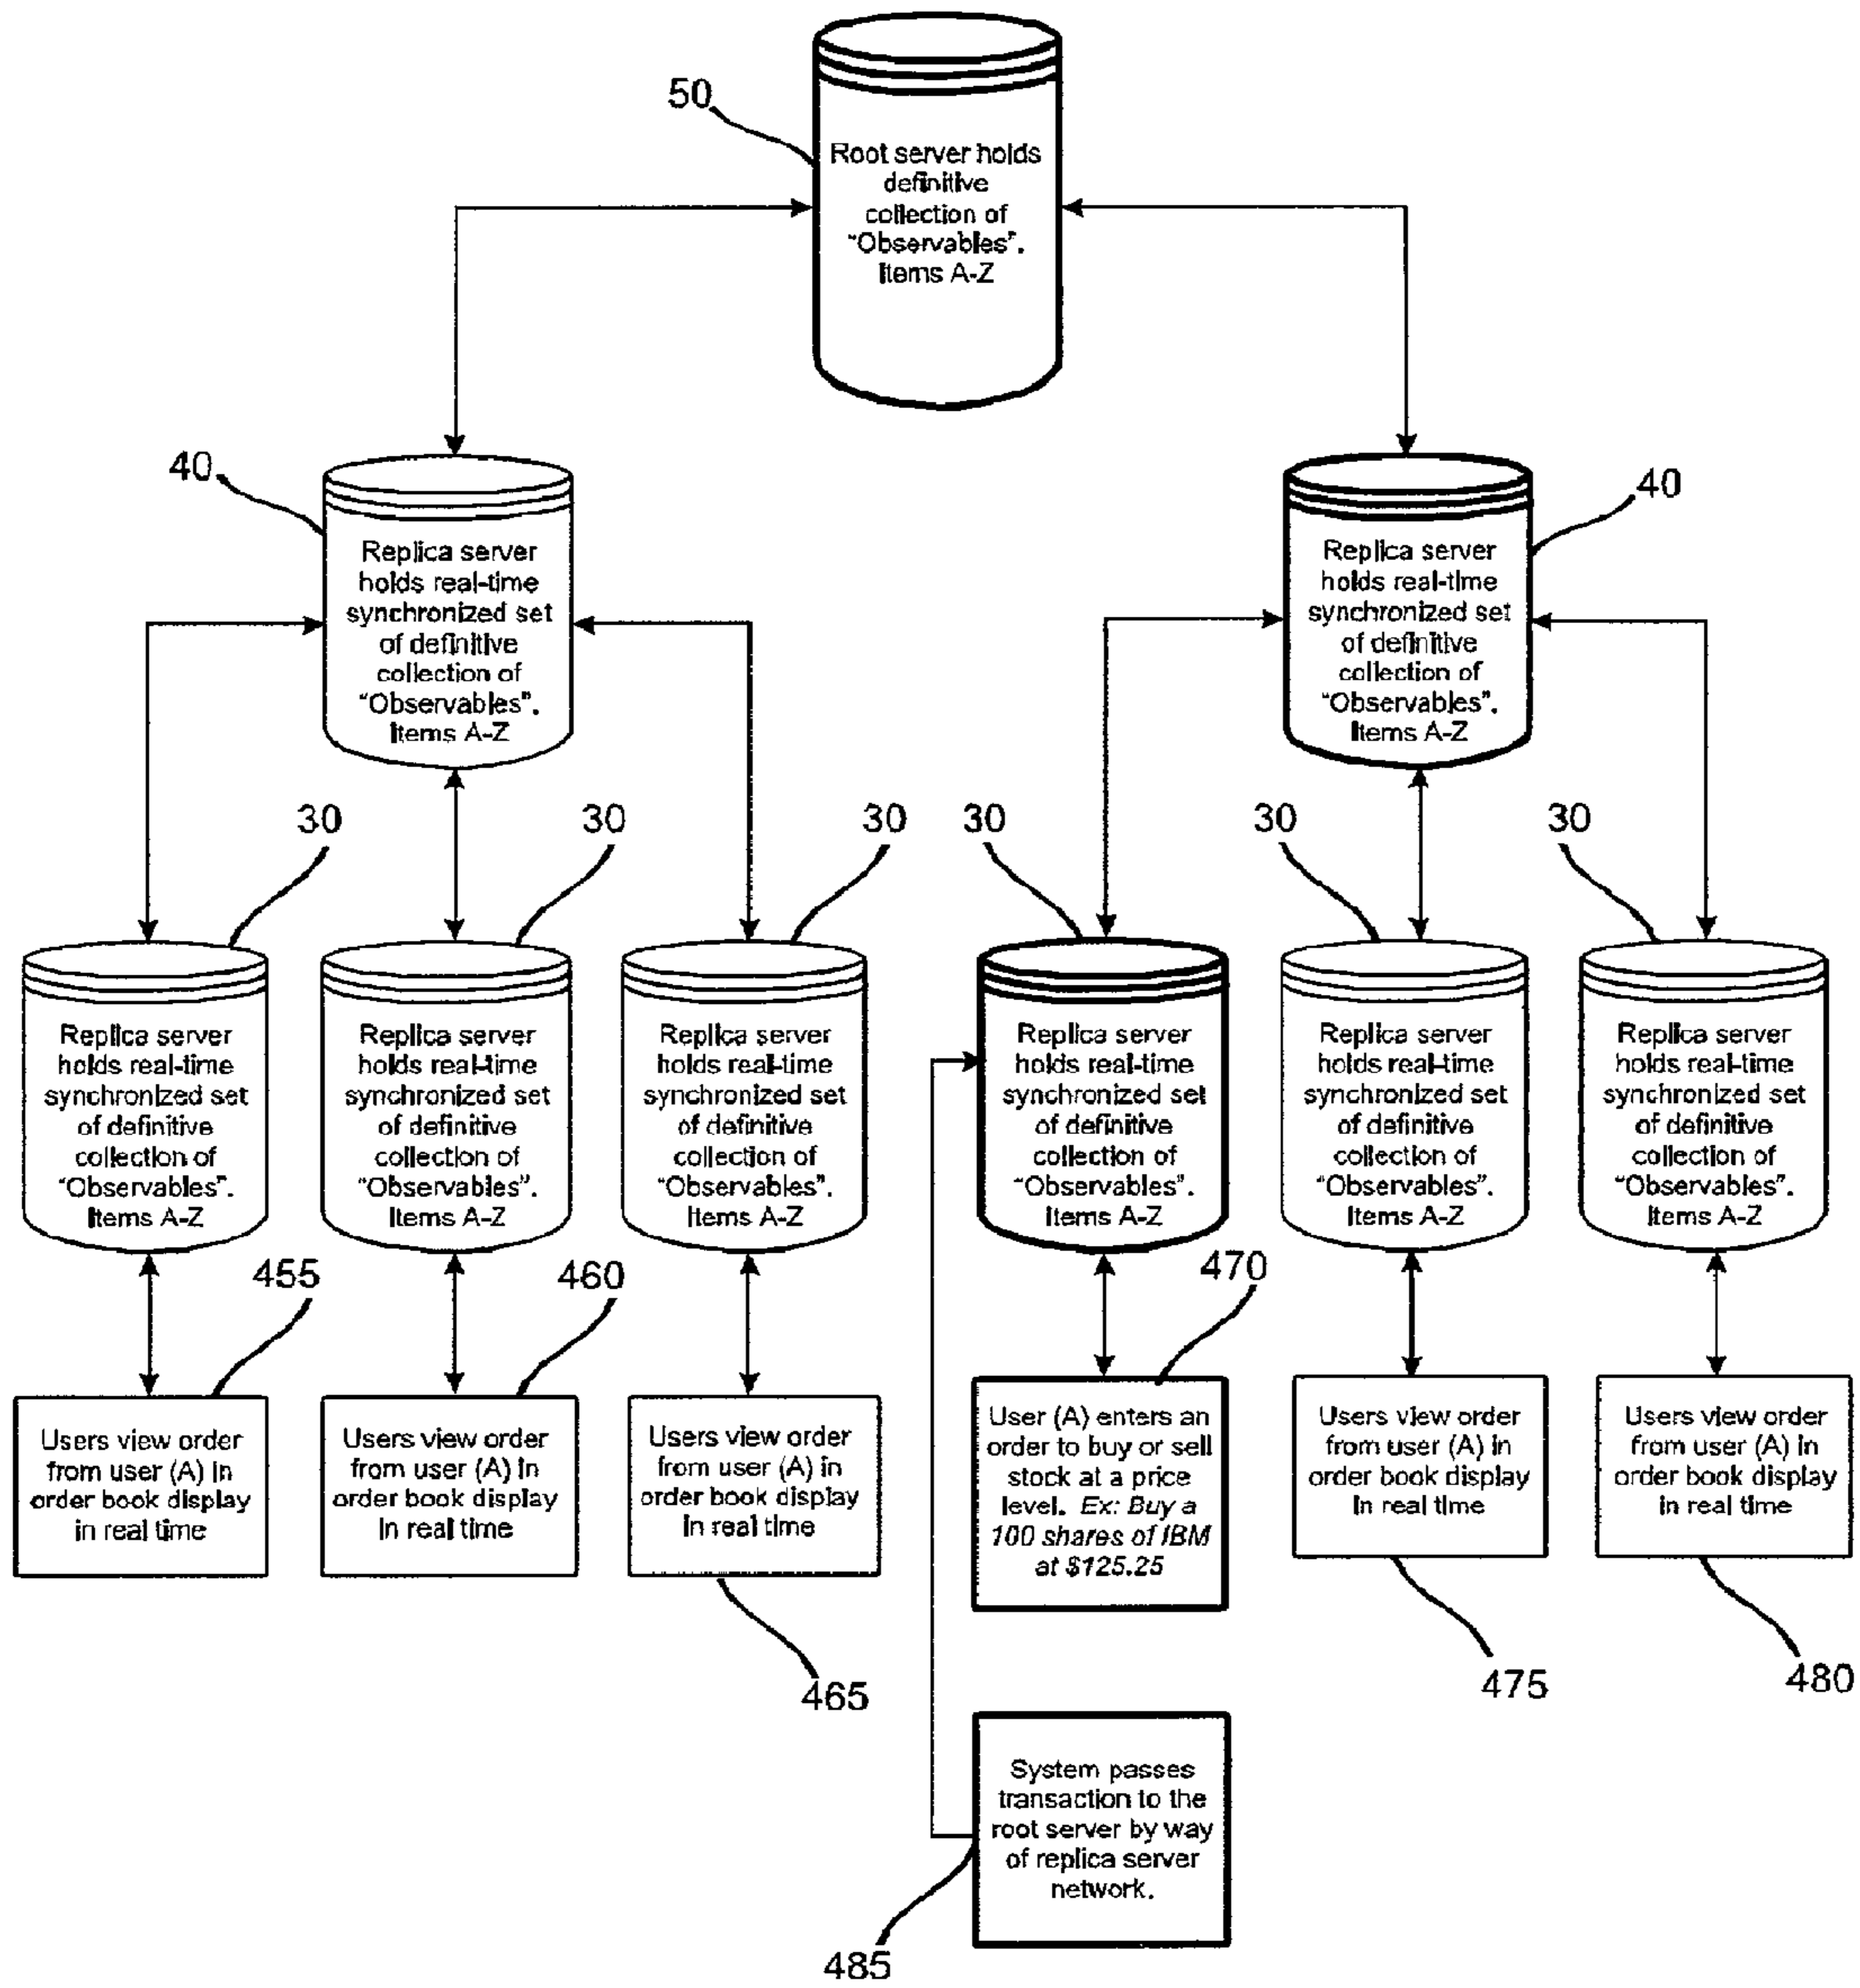 50
Root server holds
definitive
collection of
"Observables".
Items A-Z
40
Replica server
holds real-time
synchronized set
of definitive
collection of
"Observables".
Items A-Z
40
Replica server
holds real-time
synchronized set
of definitive
collection of
"Observables".
Items A-Z
30
30
30
30
30
30
Replica server
holds real-time
synchronized set
of definitive
collection of
"Observables".
Items A-Z
Replica server
holds real-time
synchronized set
of definitive
collection of
"Observables".
Items A-Z
Replica server
holds real-time
synchronized set
of definitive
collection of
"Observables".
Items A-Z
Replica server
holds real-time
synchronized set
of definitive
collection of
"Observables".
Items A-Z
Replica server
holds real-time
synchronized set
of definitive
collection of
"Observables".
Items A-Z
Replica server
holds real-time
synchronized set
of definitive
collection of
"Observables".
Items A-Z
455
460
470
Users view order
from user (A) in
order book display
in real time
Users view order
from user (A) in
order book display
in real time
Users view order
from user (A) in
order book display
in real time
User (A) enters an
order to buy or sell
stock at a price
level. Ex: Buy a
100 shares of IBM
at $125.25
Users view order
from user (A) in
order book display
in real time
Users view order
from user (A) in
order book display
in real time
465
475
480
System passes
transaction to the
root server by way
of replica server
network.
485